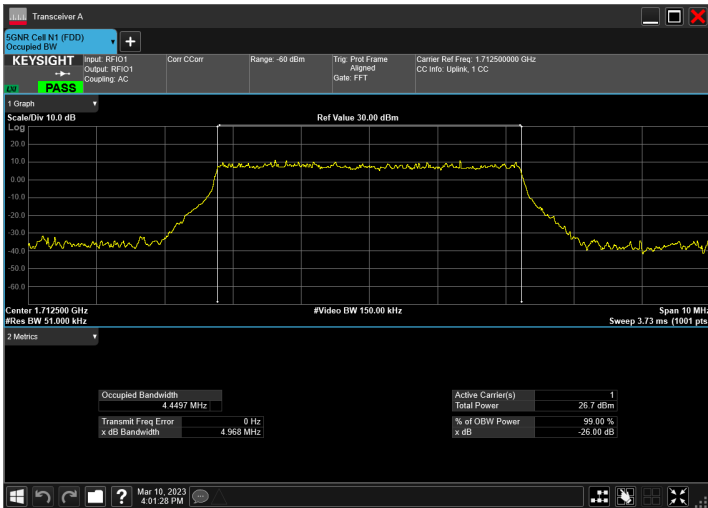 Transceiver A
5GNR Cell N1 (FDD)
Occupied BW
KEYSIGHT
LXI
PASS
Input: RFIO1
Output: RFIO1
Coupling: AC
Corr CCorr
Range: -60 dBm
Trig: Prot Frame
Aligned
Gate: FFT
Carrier Ref Freq: 1.712500000 GHz
CC Info: Uplink, 1 CC
1 Graph
Scale/Div 10.0 dB
Ref Value 30.00 dBm
Log
20.0
10.0
0.00
-10.0
-20.0
-30.0
-40.0
-50.0
-60.0
Center 1.712500 GHz
#Video BW 150.00 kHz
Span 10 MHz
#Res BW 51.000 kHz
Sweep 3.73 ms (1001 pts
2 Metrics
Occupied Bandwidth
4.4497 MHz
Transmit Freq Error 0 Hz
x dB Bandwidth 4.968 MHz
Active Carrier(s) 1
Total Power 26.7 dBm
% of OBW Power 99.00 %
x dB -26.00 dB
Mar 10, 2023
4:01:28 PM